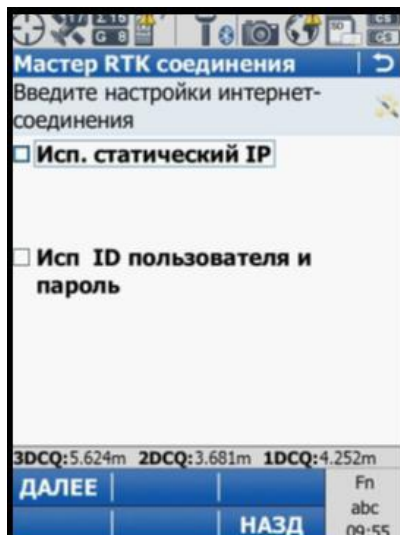 Мастер RTK соединения
Введите настройки интернет-
соединения
Исп. статический IP
Исп ID пользователя и
пароль
3DCQ:5.624m 2DCQ:3.681m 1DCQ:4.252m
ДАЛЕЕ Fn
abc
НАЗД 09:55